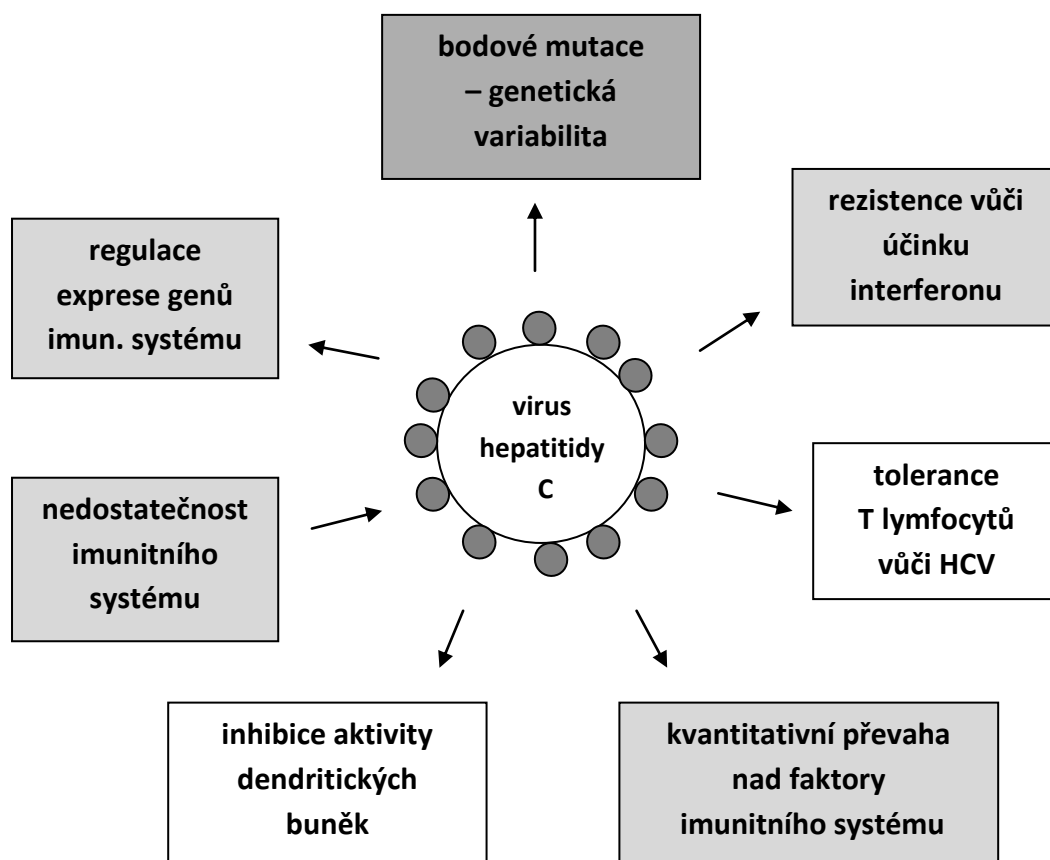 bodové mutace
– genetická
variabilita
rezistence vůči
účinku
interferonu
regulace
exprese genů
imun. systému
virus
hepatitidy
C
tolerance
T lymfocytů
vůči HCV
nedostatečnost
imunitního
systému
inhibice aktivity
dendritických
buněk
kvantitativní převaha
nad faktory
imunitního systému